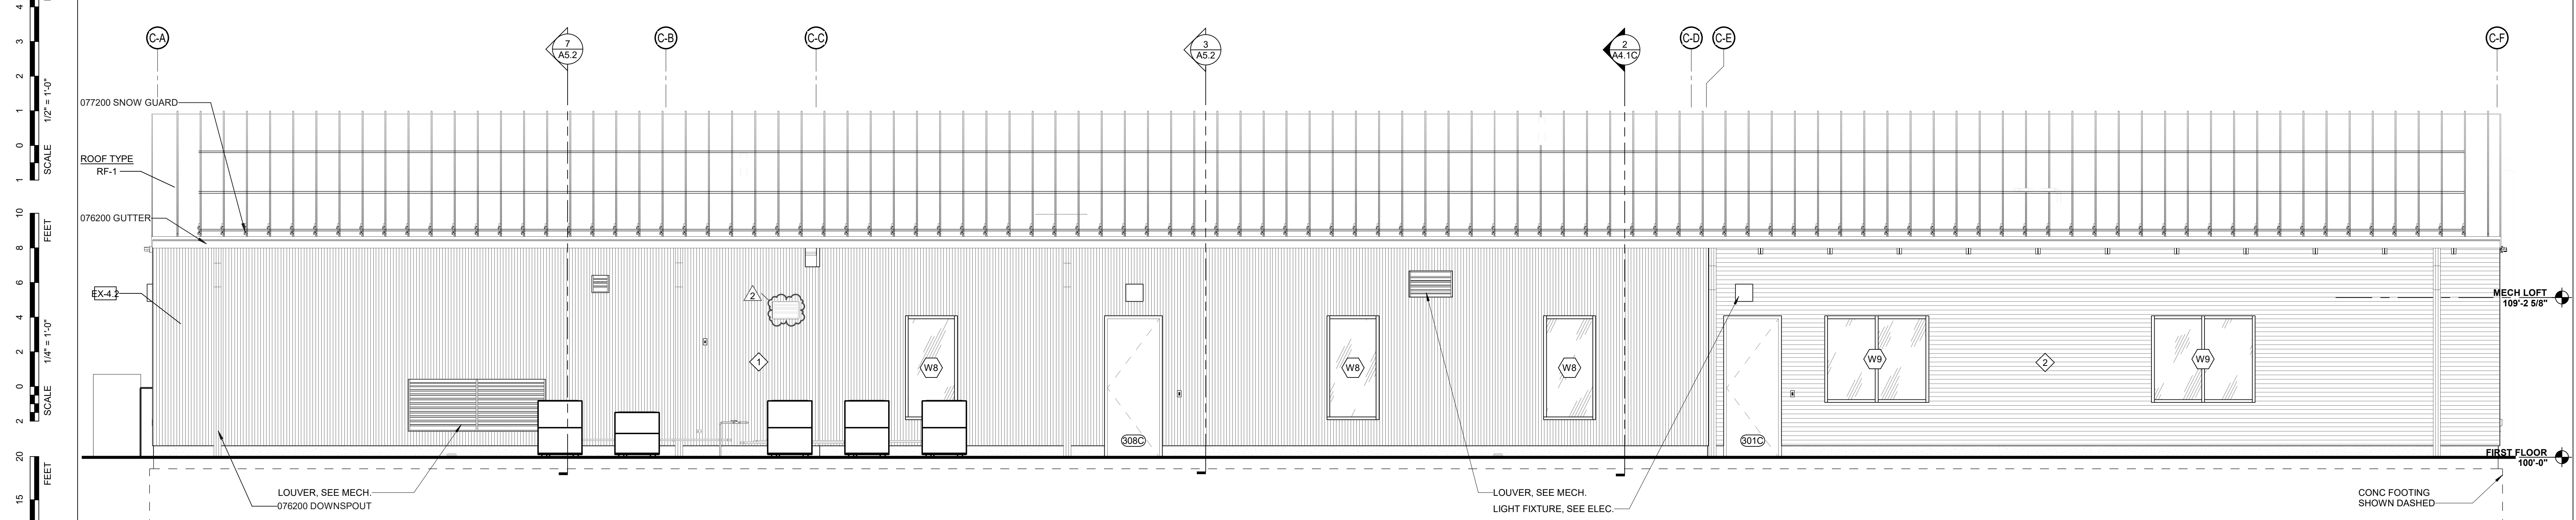 C-A
7
A5.2
C-B
C-C
3
A5.2
2
A4.1C
C-D
C-E
C-F
077200 SNOW GUARD
ROOF TYPE
RF-1
076200 GUTTER
EX-4.2
2
1
W8
W8
W8
W9
2
W9
308C
301C
MECH LOFT
109'-2 5/8"
FIRST FLOOR
100'-0"
LOUVER, SEE MECH.
076200 DOWNSPOUT
LOUVER, SEE MECH.
LIGHT FIXTURE, SEE ELEC.
CONC FOOTING
SHOWN DASHED
4
3
2
1
0
1
SCALE
1/2" = 1'-0"
10
8
6
4
2
0
2
FEET
SCALE
1/4" = 1'-0"
20
15
FEET